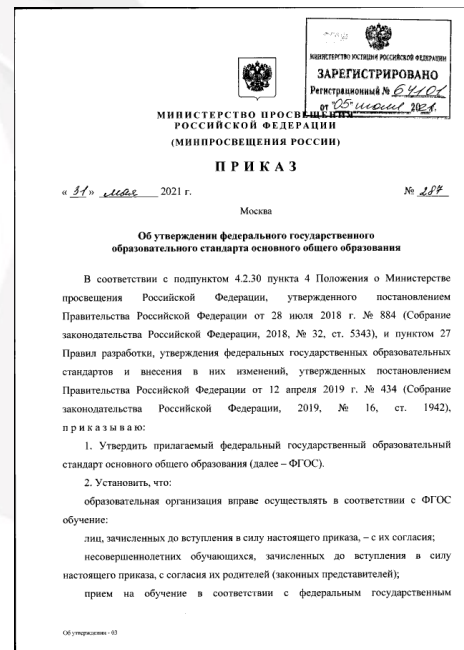 МИНИСТЕРСТВО ЮСТИЦИИ РОССИЙСКОЙ ФЕДЕРАЦИИ
ЗАРЕГИСТРИРОВАНО
Регистрационный № 64101
от "05" июля 2021.
МИНИСТЕРСТВО ПРОСВЕЩЕНИЯ
РОССИЙСКОЙ ФЕДЕРАЦИИ
(МИНПРОСВЕЩЕНИЯ РОССИИ)
ПРИКАЗ
« 31 » мая 2021 г.
№ 287
Москва
Об утверждении федерального государственного
образовательного стандарта основного общего образования
В соответствии с подпунктом 4.2.30 пункта 4 Положения о Министерстве
просвещения Российской Федерации, утвержденного постановлением
Правительства Российской Федерации от 28 июля 2018 г. № 884 (Собрание
законодательства Российской Федерации, 2018, № 32, ст. 5343), и пунктом 27
Правил разработки, утверждения федеральных государственных образовательных
стандартов и внесения в них изменений, утвержденных постановлением
Правительства Российской Федерации от 12 апреля 2019 г. № 434 (Собрание
законодательства Российской Федерации, 2019, № 16, ст. 1942),
приказываю:
1. Утвердить прилагаемый федеральный государственный образовательный
стандарт основного общего образования (далее – ФГОС).
2. Установить, что:
образовательная организация вправе осуществлять в соответствии с ФГОС
обучение:
лиц, зачисленных до вступления в силу настоящего приказа, – с их согласия;
несовершеннолетних обучающихся, зачисленных до вступления в силу
настоящего приказа, с согласия их родителей (законных представителей);
прием на обучение в соответствии с федеральным государственным
Об утверждении - 03